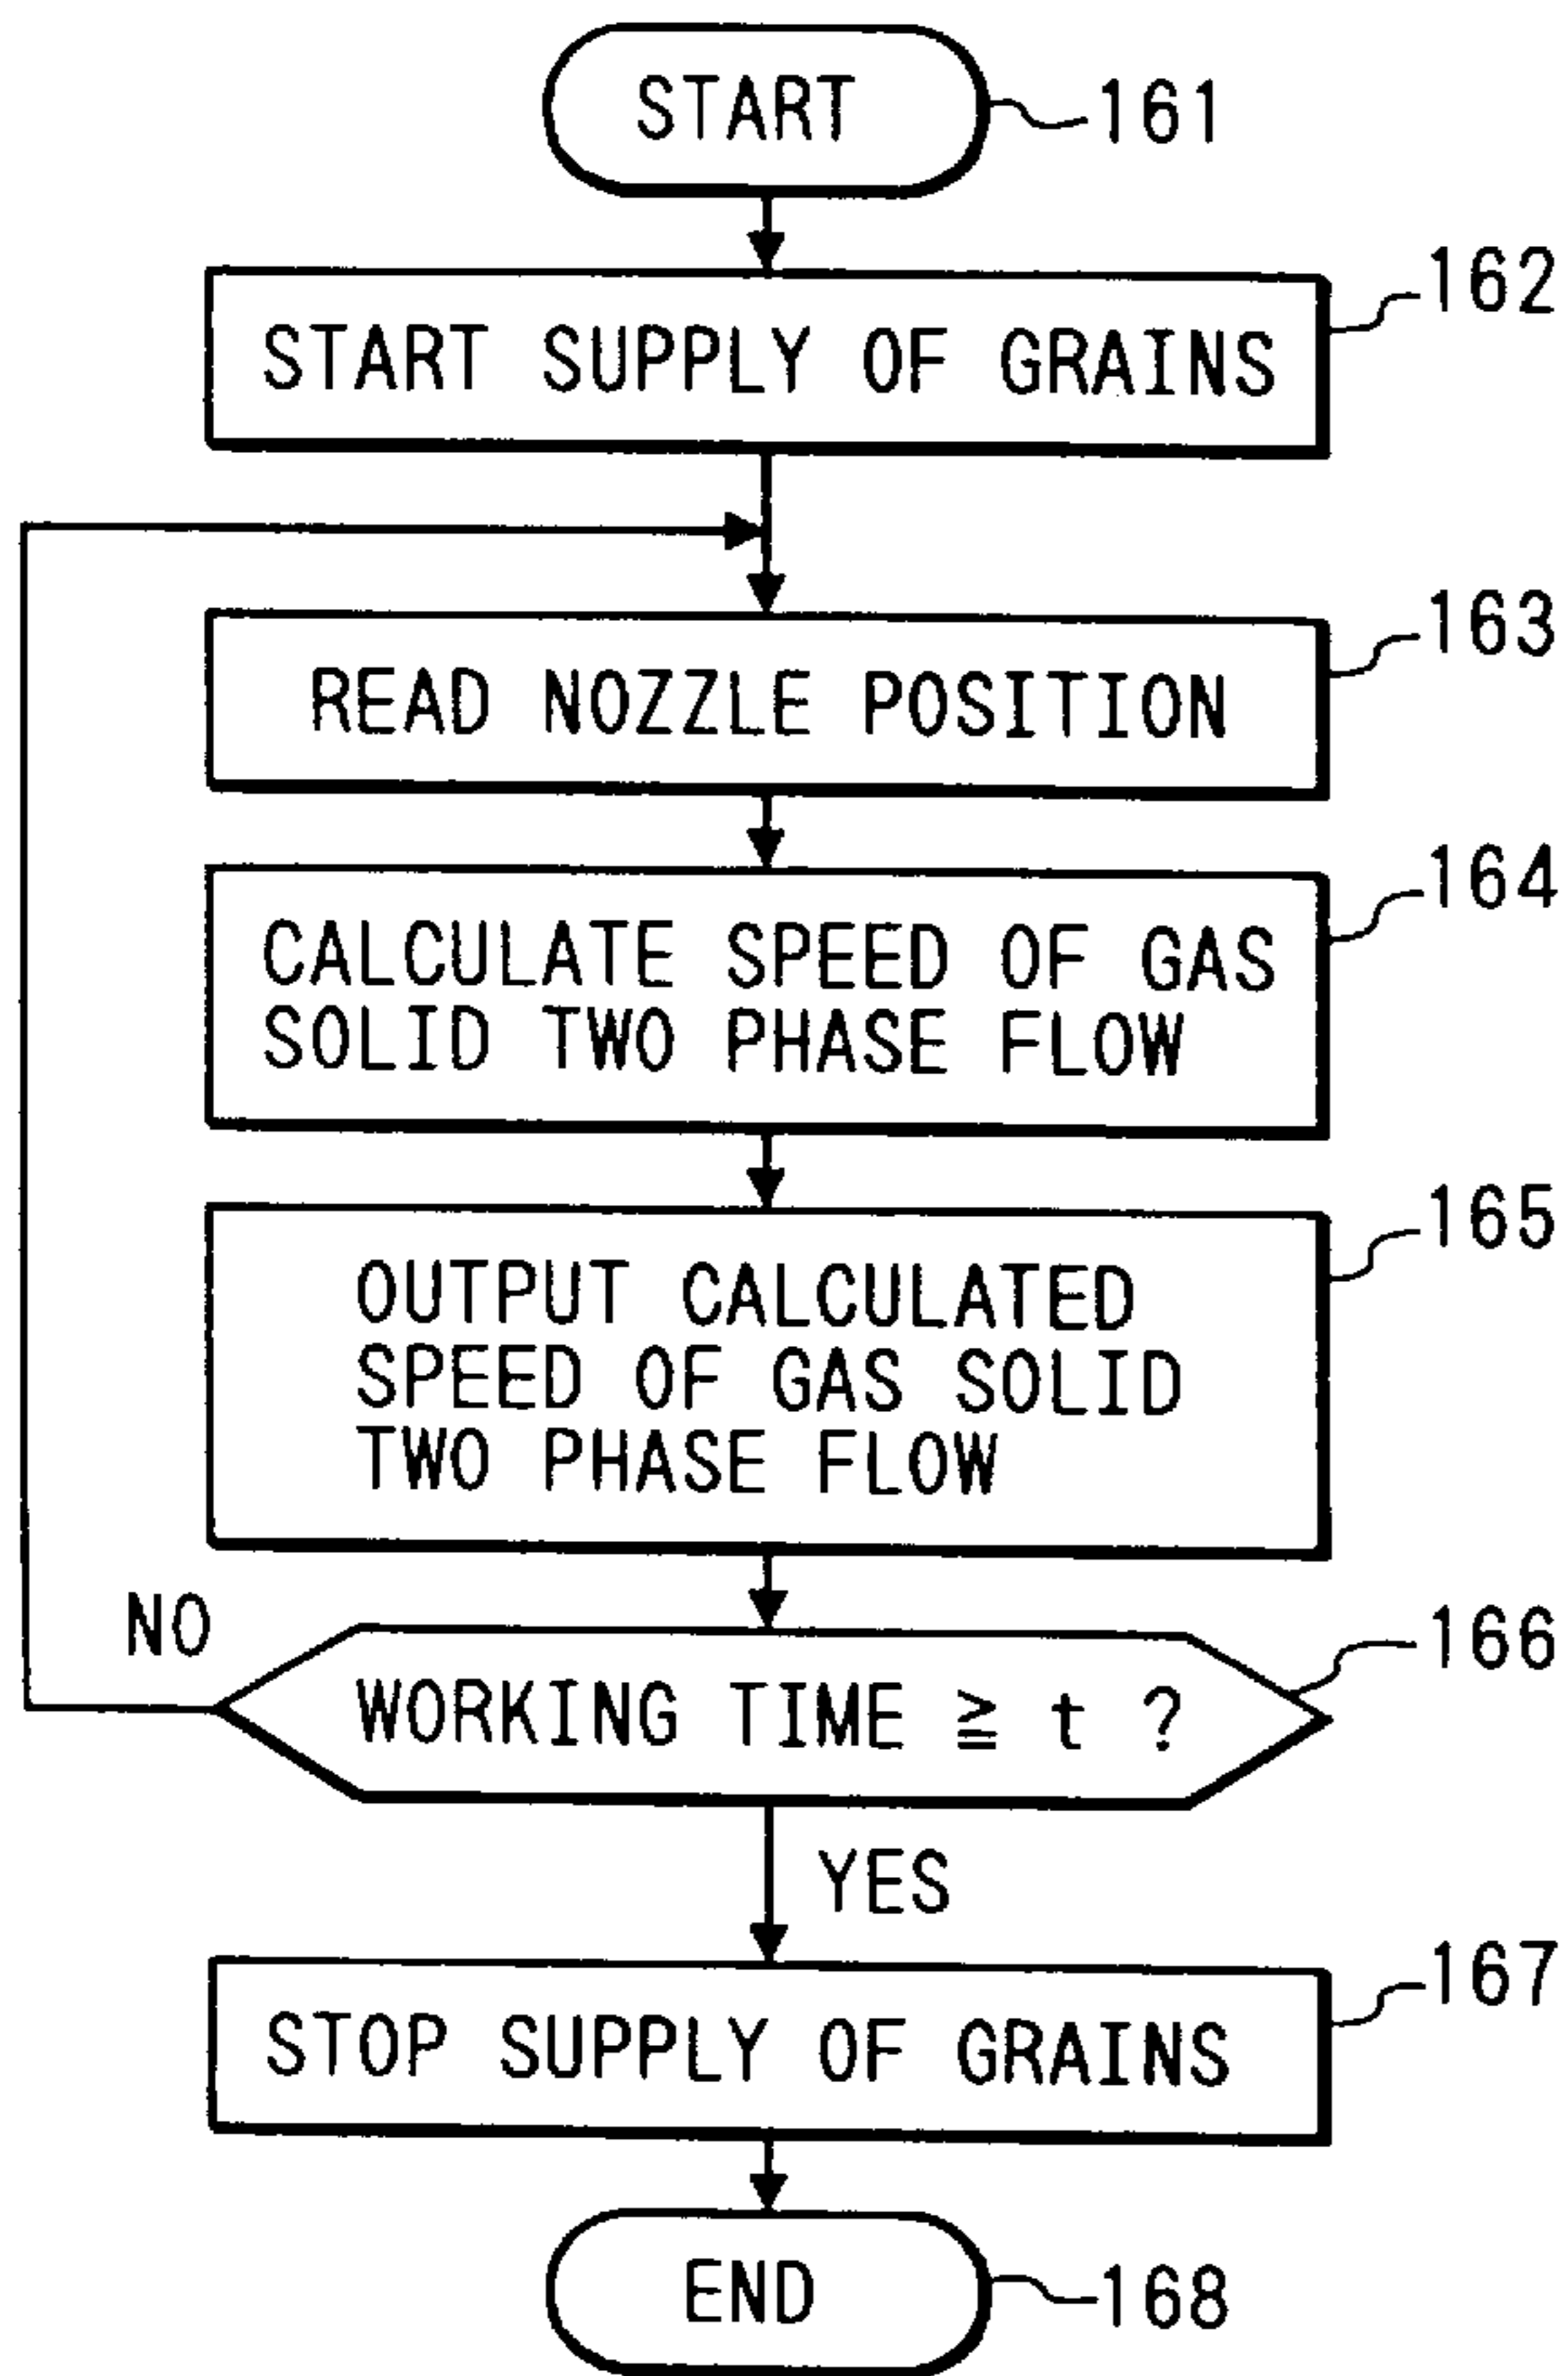 START
161
162
START SUPPLY OF GRAINS
163
READ NOZZLE POSITION
164
CALCULATE SPEED OF GAS
SOLID TWO PHASE FLOW
165
OUTPUT CALCULATED
SPEED OF GAS SOLID
TWO PHASE FLOW
NO
166
WORKING TIME ≧ t ?
YES
167
STOP SUPPLY OF GRAINS
END
168